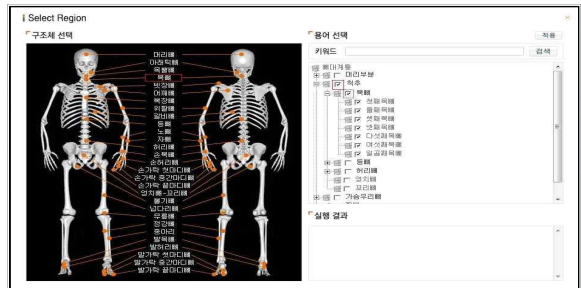 Select Region
구조체 선택
머리뼈
아래턱뼈
목뿔뼈
목뼈
빗장뼈
어깨뼈
복장뼈
위팔뼈
갈비뼈
등뼈
노뼈
자뼈
허리뼈
손목뼈
손허리뼈
손가락 첫마디뼈
손가락 중간마디뼈
손가락 끝마디뼈
엉치뼈-꼬리뼈
볼기뼈
넙다리뼈
무릎뼈
정강뼈
종아리
발목뼈
발허리뼈
발가락 첫마디뼈
발가락 중간마디뼈
발가락 끝마디뼈
용어 선택
적용
키워드
검색
뼈대계통
머리부분
척추
목뼈
첫째목뼈
둘째목뼈
셋째목뼈
넷째목뼈
다섯째목뼈
여섯째목뼈
일곱째목뼈
등뼈
허리뼈
엉치뼈
꼬리뼈
가슴우리뼈
실행 결과